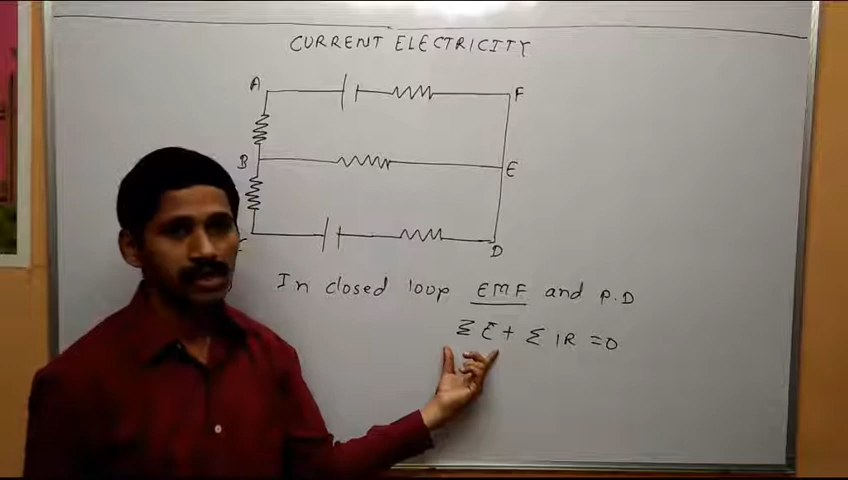 CURRENT ELECTRICITY
A
F
B
E
C
D
In closed loop EMF and P.D
Σ Ɛ + Σ IR = 0